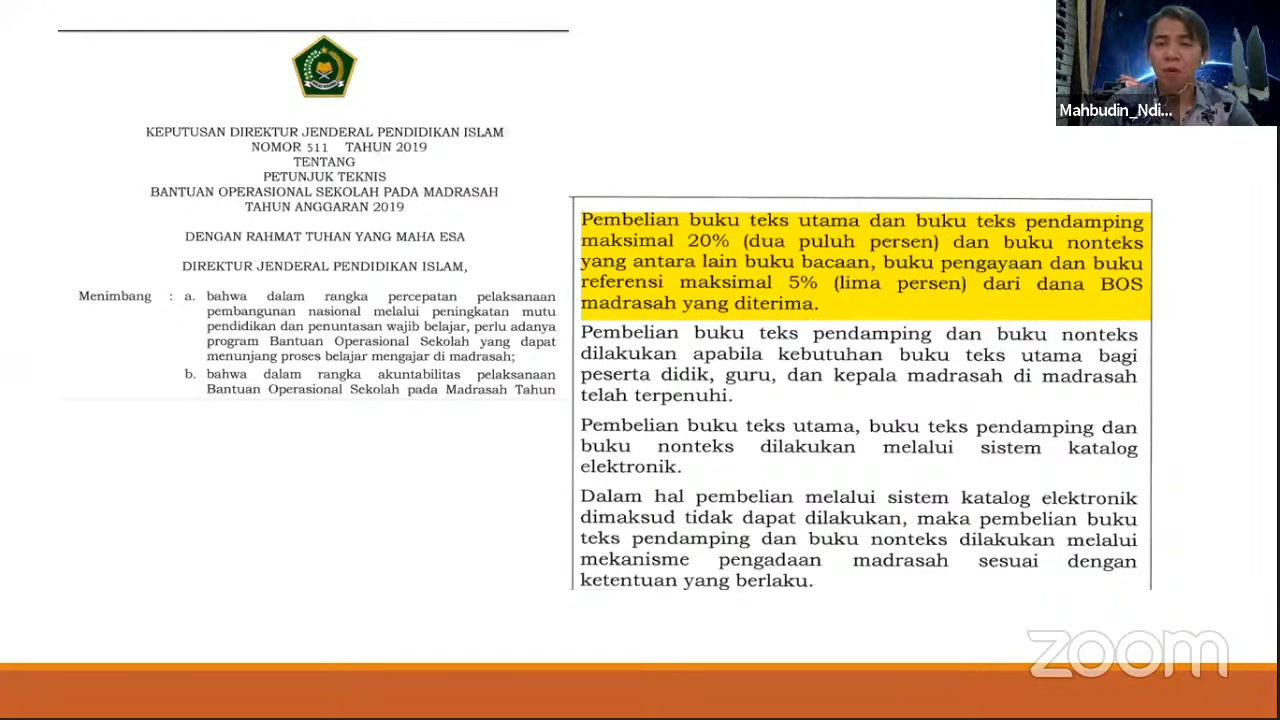 KEPUTUSAN DIREKTUR JENDERAL PENDIDIKAN ISLAM
NOMOR 511 TAHUN 2019
TENTANG
PETUNJUK TEKNIS
BANTUAN OPERASIONAL SEKOLAH PADA MADRASAH
TAHUN ANGGARAN 2019
DENGAN RAHMAT TUHAN YANG MAHA ESA
DIREKTUR JENDERAL PENDIDIKAN ISLAM,
Menimbang : a. bahwa dalam rangka percepatan pelaksanaan
pembangunan nasional melalui peningkatan mutu
pendidikan dan penuntasan wajib belajar, perlu adanya
program Bantuan Operasional Sekolah yang dapat
menunjang proses belajar mengajar di madrasah;
b. bahwa dalam rangka akuntabilitas pelaksanaan
Bantuan Operasional Sekolah pada Madrasah Tahun
Pembelian buku teks utama dan buku teks pendamping
maksimal 20% (dua puluh persen) dan buku nonteks
yang antara lain buku bacaan, buku pengayaan dan buku
referensi maksimal 5% (lima persen) dari dana BOS
madrasah yang diterima.
Pembelian buku teks pendamping dan buku nonteks
dilakukan apabila kebutuhan buku teks utama bagi
peserta didik, guru, dan kepala madrasah di madrasah
telah terpenuhi.
Pembelian buku teks utama, buku teks pendamping dan
buku nonteks dilakukan melalui sistem katalog
elektronik.
Dalam hal pembelian melalui sistem katalog elektronik
dimaksud tidak dapat dilakukan, maka pembelian buku
teks pendamping dan buku nonteks dilakukan melalui
mekanisme pengadaan madrasah sesuai dengan
ketentuan yang berlaku.
Mahbudin_Ndi...
zoom